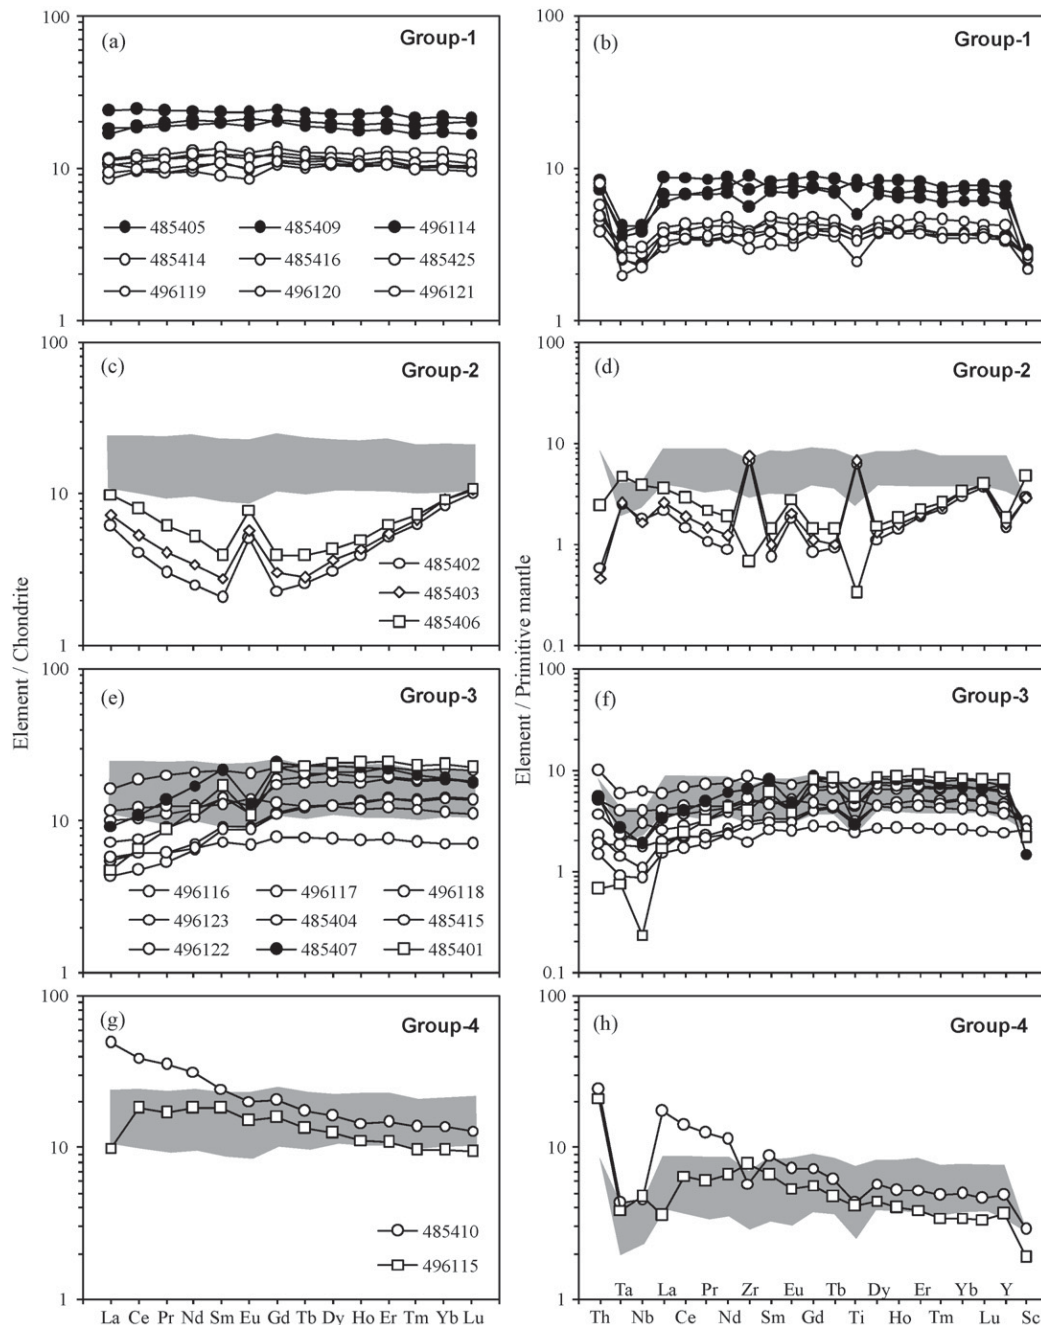 100
(a)
Group-1
10
485405 485409 496114
485414 485416 485425
496119 496120 496121
1
100
(b)
Group-1
10
1
100
(c)
Group-2
10
485402
485403
485406
1
100
(d)
Group-2
10
1
0.1
Element / Chondrite
Element / Primitive mantle
100
(e)
Group-3
10
496116 496117 496118
496123 485404 485415
496122 485407 485401
1
100
(f)
Group-3
10
1
0.1
100
(g)
Group-4
10
485410
496115
1
La Ce Pr Nd Sm Eu Gd Tb Dy Ho Er Tm Yb Lu
100
(h)
Group-4
10
1
Ta La Pr Zr Eu Tb Dy Er Yb Y
Th Nb Ce Nd Sm Gd Ti Ho Tm Lu Sc